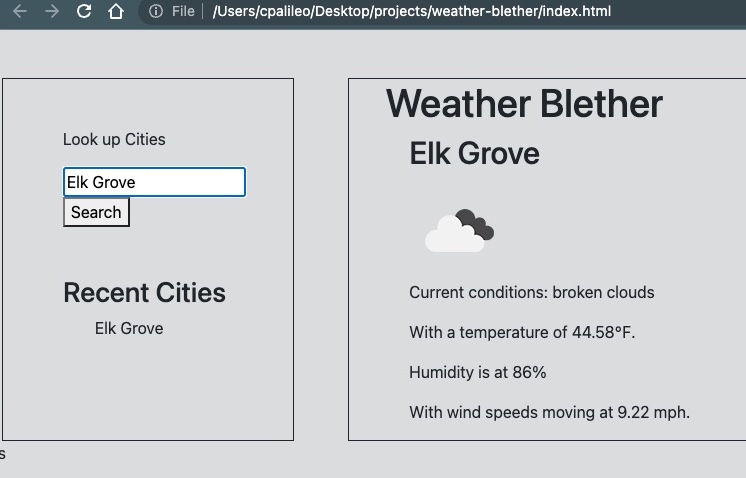 File | /Users/cpalileo/Desktop/projects/weather-blether/index.html
Look up Cities
Elk Grove
Search
Recent Cities
Elk Grove
Weather Blether
Elk Grove
Current conditions: broken clouds
With a temperature of 44.58°F.
Humidity is at 86%
With wind speeds moving at 9.22 mph.
s